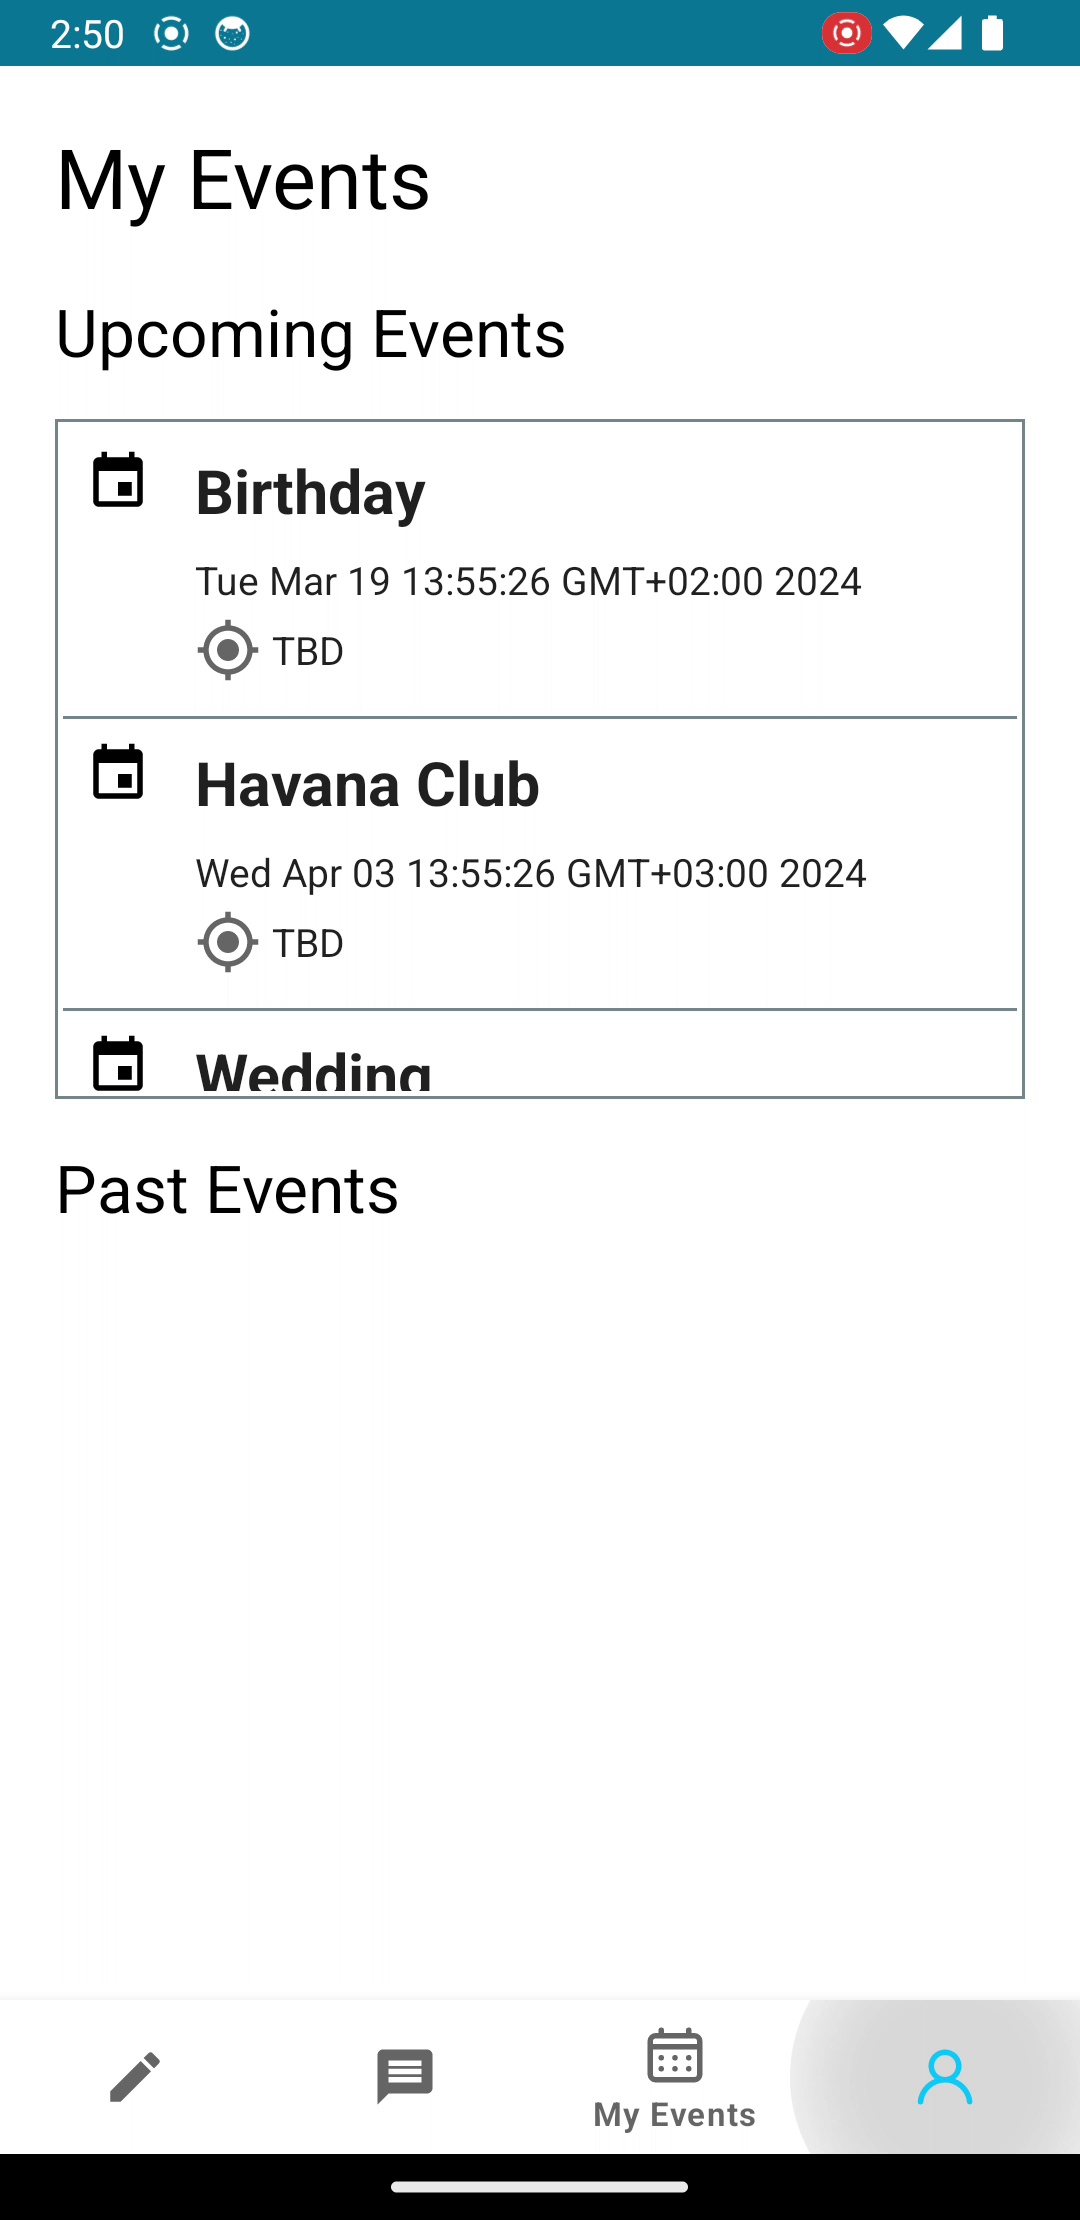 2:50
My Events
Upcoming Events
Birthday
Tue Mar 19 13:55:26 GMT+02:00 2024
TBD
Havana Club
Wed Apr 03 13:55:26 GMT+03:00 2024
TBD
Wedding
Past Events
My Events